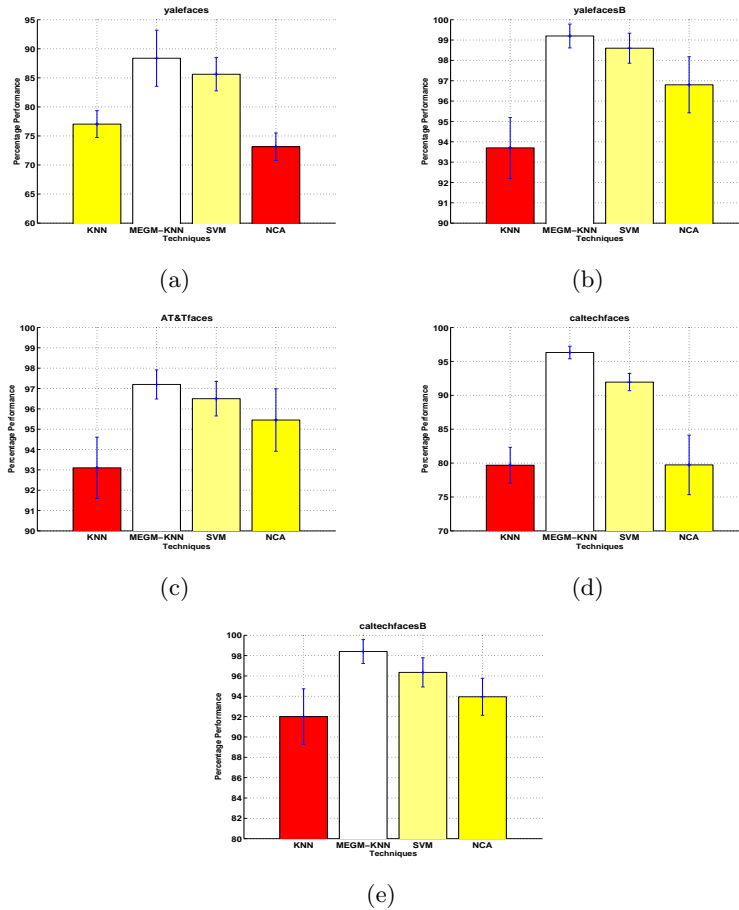 yalefaces
95
90
85
80
75
70
65
60
Percentage Performance
KNN MEGM−KNN SVM NCA
Techniques
(a)
yalefacesB
100
99
98
97
96
95
94
93
92
91
90
Percentage Performance
KNN MEGM−KNN SVM NCA
Techniques
(b)
AT&Tfaces
100
99
98
97
96
95
94
93
92
91
90
Percentage Performance
KNN MEGM−KNN SVM NCA
Techniques
(c)
caltechfaces
100
95
90
85
80
75
70
Percentage Performance
KNN MEGM−KNN SVM NCA
Techniques
(d)
caltechfacesB
100
98
96
94
92
90
88
86
84
82
80
Percentage Performance
KNN MEGM−KNN SVM NCA
Techniques
(e)